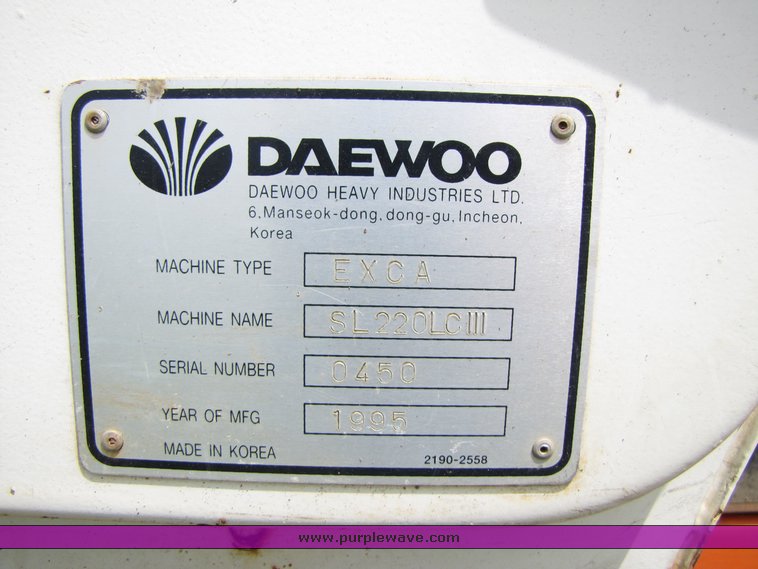 DAEWOO
DAEWOO HEAVY INDUSTRIES LTD.
6,Manseok-dong, dong-gu, Incheon,
Korea
MACHINE TYPE EXCA
MACHINE NAME SL220LCIII
SERIAL NUMBER 0450
YEAR OF MFG 1995
MADE IN KOREA 2190-2558
www.purplewave.com